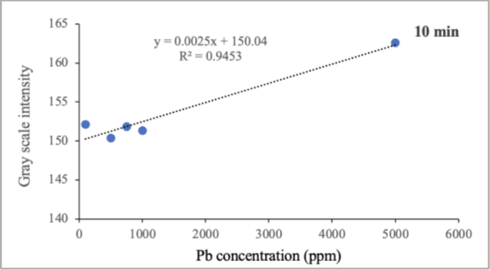 165
10 min
y = 0.0025x + 150.04
R² = 0.9453
160
155
150
145
140
Gray scale intensity
0 1000 2000 3000 4000 5000 6000
Pb concentration (ppm)